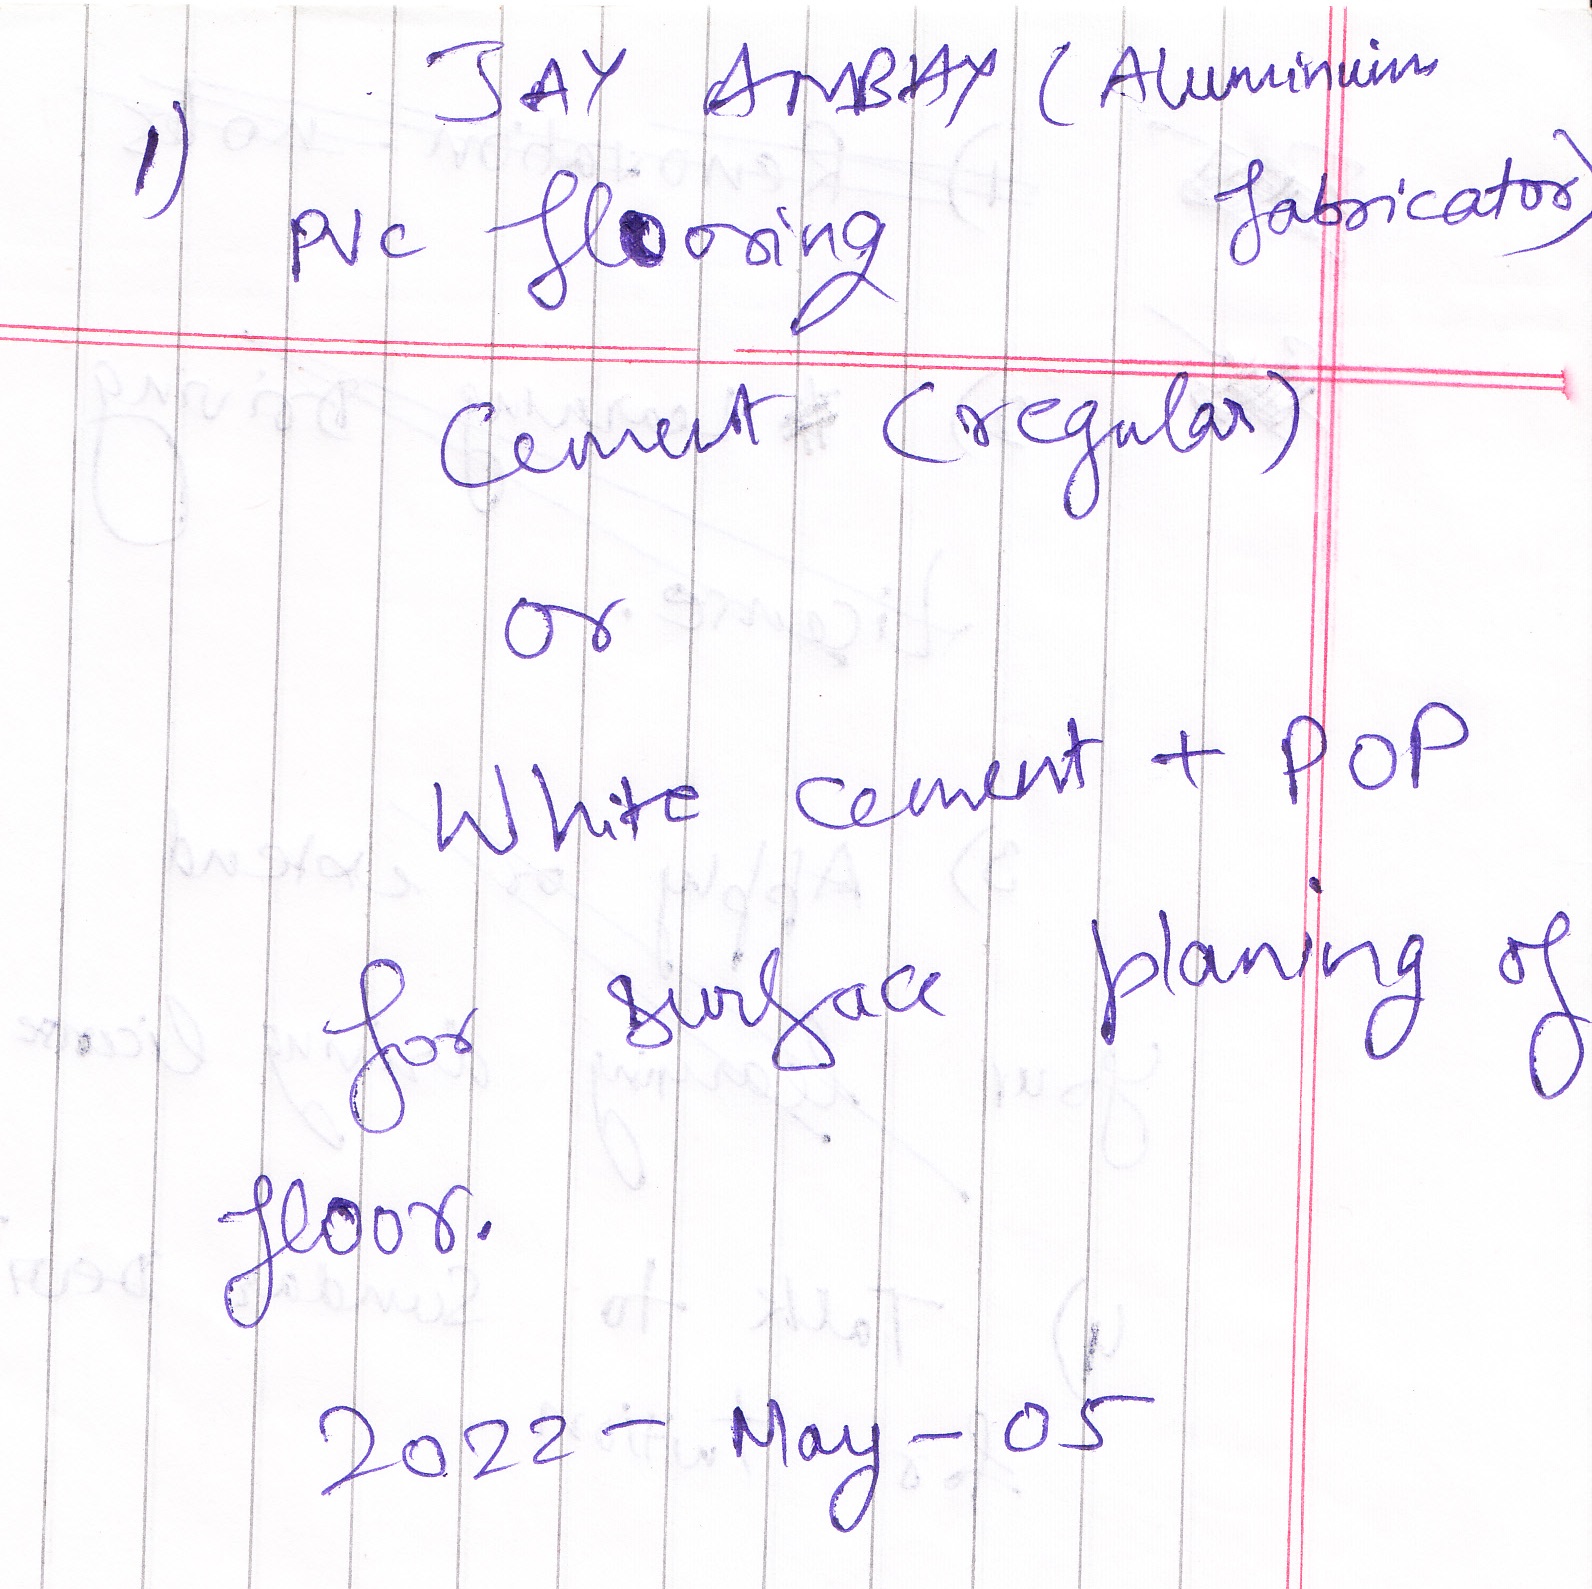 JAY AMBAY (Aluminium
fabricator)
1) PVC flooring
Cement (regular)
or
White cement + POP
for surface planing of
floor.
2022 - May - 05